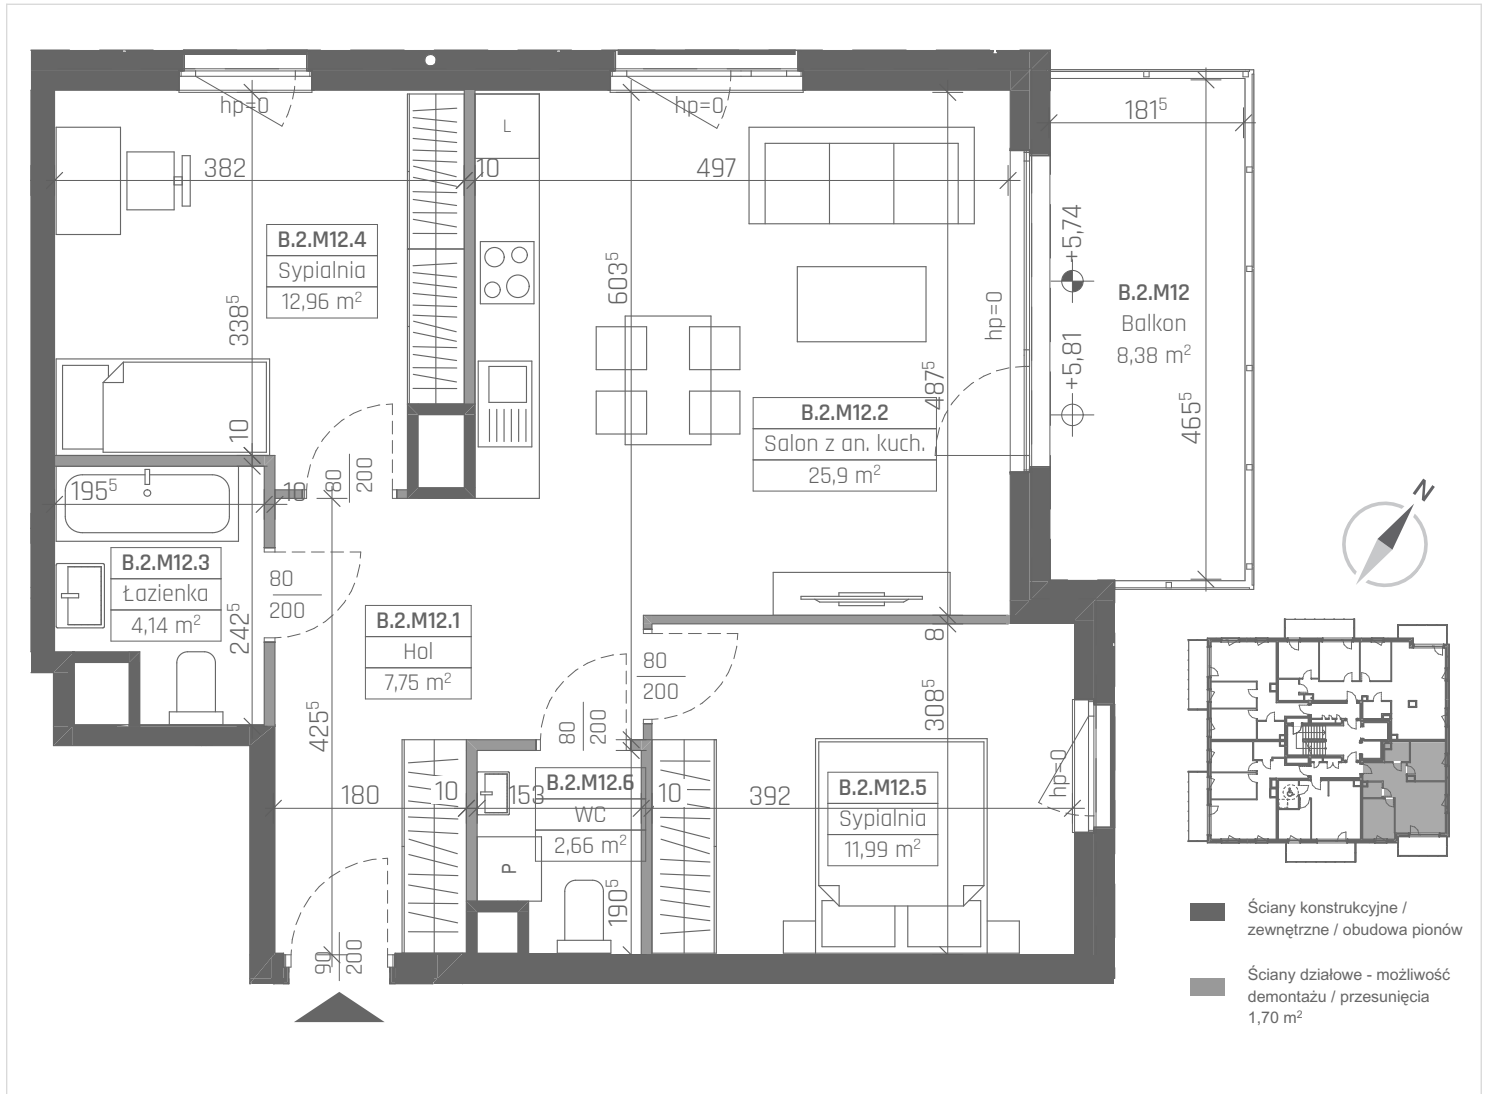 hp=0
hp=0
181⁵
L
382
10
497
+5,74
B.2.M12.4
Sypialnia
12,96 m²
603⁵
338⁵
hp=0
B.2.M12
Balkon
8,38 m²
+5,81
487⁵
465⁵
B.2.M12.2
Salon z an. kuch.
25,9 m²
10
80
200
195⁵
10
N
B.2.M12.3
Łazienka
4,14 m²
80
200
242⁵
B.2.M12.1
Hol
7,75 m²
8
80
200
425⁵
80
200
308⁵
hp=0
180
10
153
B.2.M12.6
WC
2,66 m²
10
392
B.2.M12.5
Sypialnia
11,99 m²
P
190⁵
90
200
Ściany konstrukcyjne /
zewnętrzne / obudowa pionów
Ściany działowe - możliwość
demontażu / przesunięcia
1,70 m²